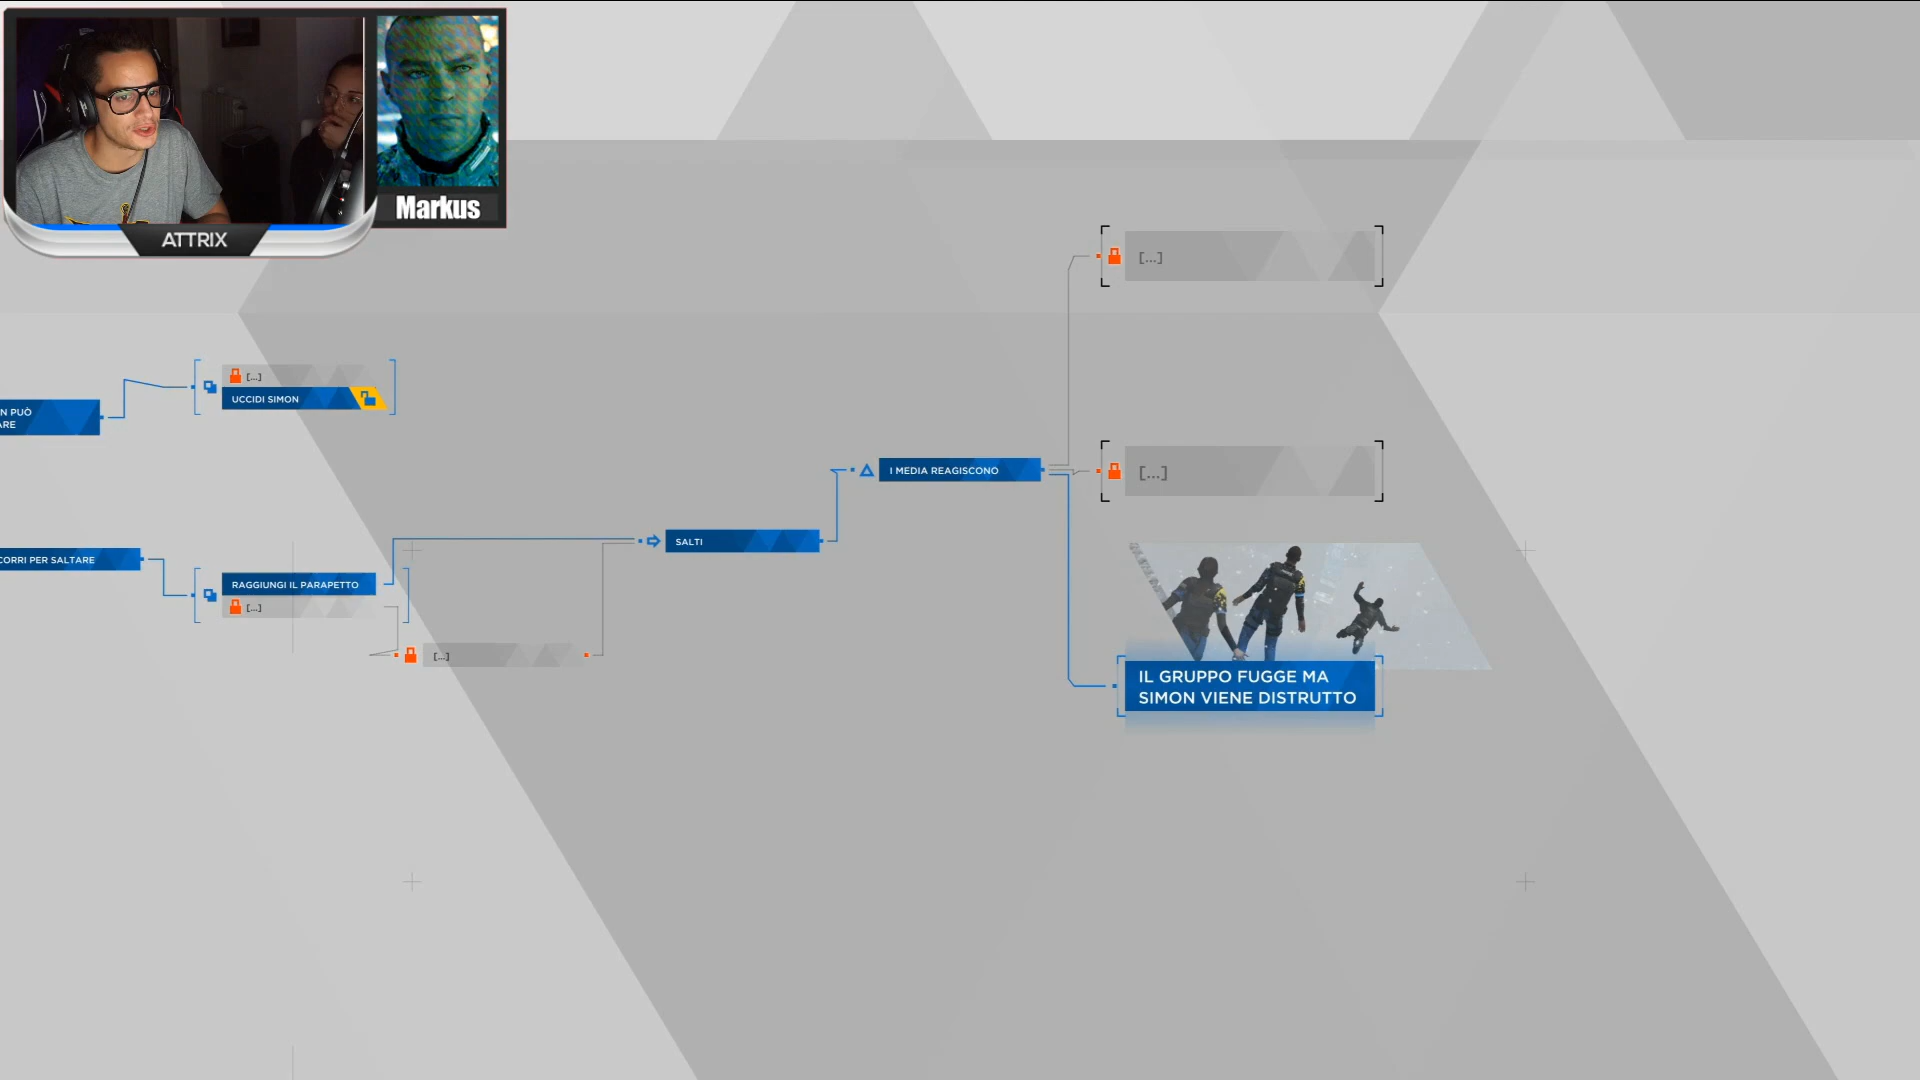 Markus
ATTRIX
[...]
[...]
UCCIDI SIMON
N PUÒ
ARE
I MEDIA REAGISCONO
[...]
SALTI
CORRI PER SALTARE
RAGGIUNGI IL PARAPETTO
[...]
[...]
IL GRUPPO FUGGE MA
SIMON VIENE DISTRUTTO